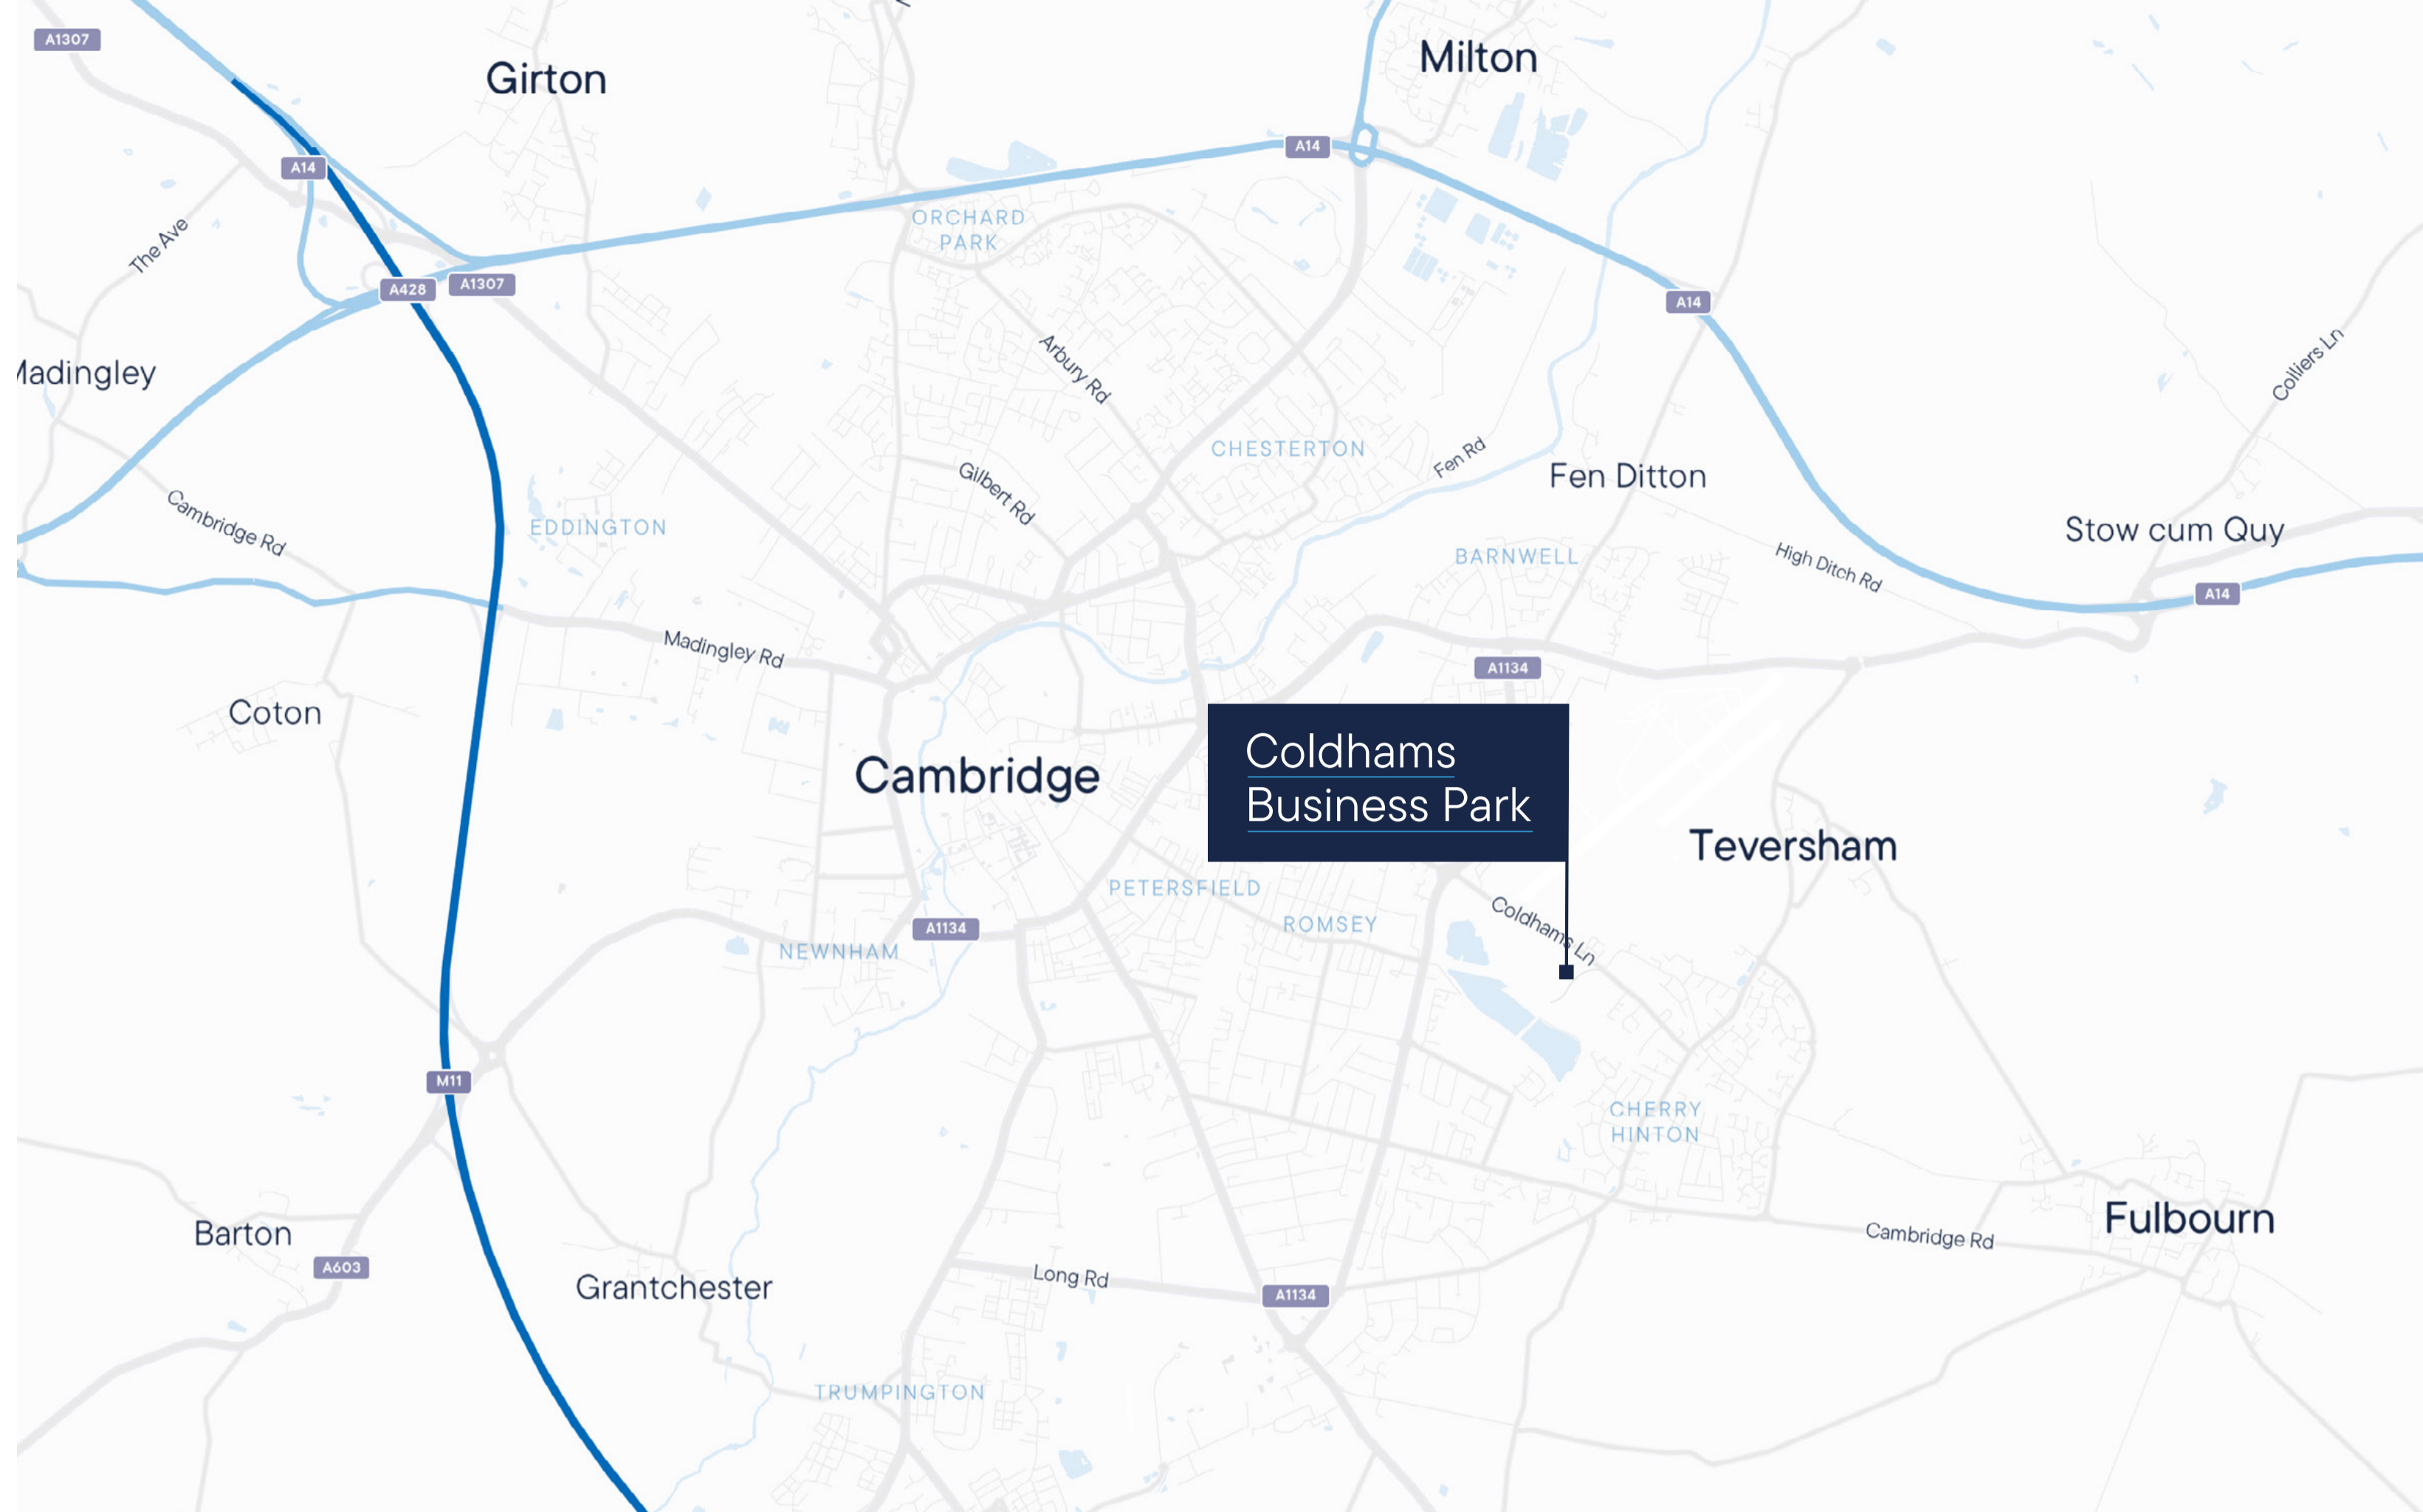 A1307
Girton
Milton
A14
A14
The Ave
ORCHARD
PARK
A428
A1307
A14
Madingley
Arbury Rd
Colliers Ln
CHESTERTON
Fen Rd
Gilbert Rd
Fen Ditton
Cambridge Rd
EDDINGTON
BARNWELL
High Ditch Rd
Stow cum Quy
A14
Madingley Rd
A1134
Coton
Cambridge
Coldhams
Business Park
Teversham
PETERSFIELD
ROMSEY
Coldhams Ln
A1134
NEWNHAM
M11
CHERRY
HINTON
Barton
A603
Grantchester
Long Rd
A1134
Cambridge Rd
Fulbourn
TRUMPINGTON